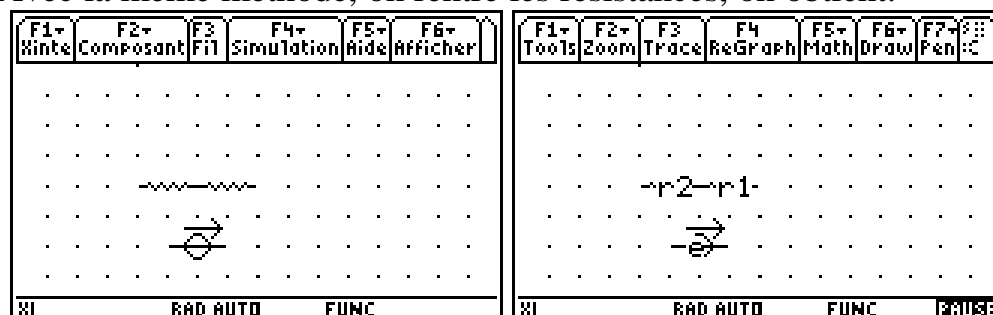 Avec la même méthode, on rentre les résistances, on obtient:
F1 F2 F3 F4 F5 F6
Xinte Composant Fil Simulation Aide Afficher
XI RAD AUTO FUNC
F1 F2 F3 F4 F5 F6 F7
Tools Zoom Trace ReGraph Math Draw Pen :C
r2 r1
e
XI RAD AUTO FUNC PAUSE